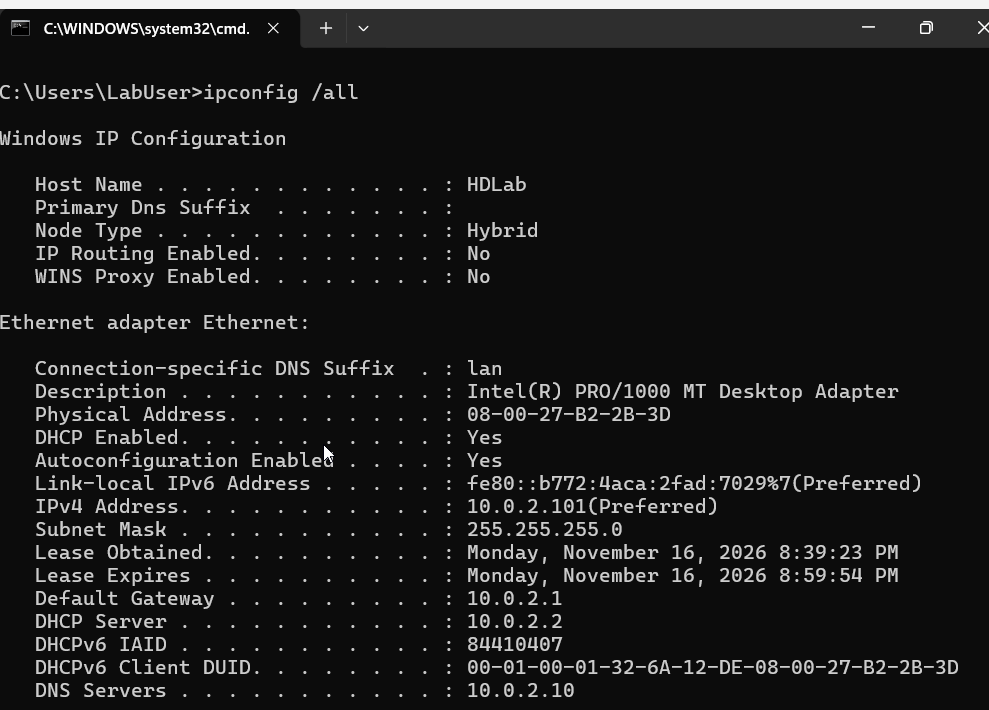 C:\WINDOWS\system32\cmd.
C:\Users\LabUser>ipconfig /all
Windows IP Configuration
Host Name . . . . . . . . . . . . : HDLab
Primary Dns Suffix  . . . . . . . :
Node Type . . . . . . . . . . . . : Hybrid
IP Routing Enabled. . . . . . . . : No
WINS Proxy Enabled. . . . . . . . : No
Ethernet adapter Ethernet:
Connection-specific DNS Suffix  . : lan
Description . . . . . . . . . . . : Intel(R) PRO/1000 MT Desktop Adapter
Physical Address. . . . . . . . . : 08-00-27-B2-2B-3D
DHCP Enabled. . . . . . . . . . . : Yes
Autoconfiguration Enabled . . . . : Yes
Link-local IPv6 Address . . . . . : fe80::b772:4aca:2fad:7029%7(Preferred)
IPv4 Address. . . . . . . . . . . : 10.0.2.101(Preferred)
Subnet Mask . . . . . . . . . . . : 255.255.255.0
Lease Obtained. . . . . . . . . . : Monday, November 16, 2026 8:39:23 PM
Lease Expires . . . . . . . . . . : Monday, November 16, 2026 8:59:54 PM
Default Gateway . . . . . . . . . : 10.0.2.1
DHCP Server . . . . . . . . . . . : 10.0.2.2
DHCPv6 IAID . . . . . . . . . . . : 84410407
DHCPv6 Client DUID. . . . . . . . : 00-01-00-01-32-6A-12-DE-08-00-27-B2-2B-3D
DNS Servers . . . . . . . . . . . : 10.0.2.10